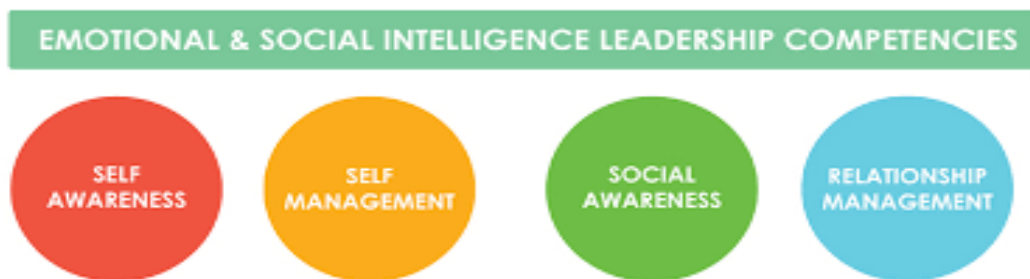 EMOTIONAL & SOCIAL INTELLIGENCE LEADERSHIP COMPETENCIES
SELF
AWARENESS
SELF
MANAGEMENT
SOCIAL
AWARENESS
RELATIONSHIP
MANAGEMENT